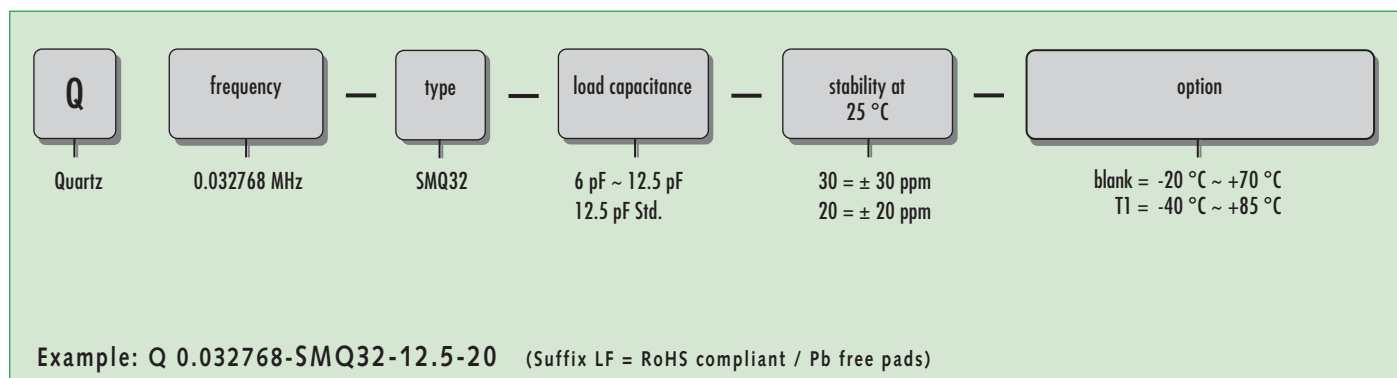 Q
frequency
type
load capacitance
stability at
25 °C
option
Quartz
0.032768 MHz
SMQ32
6 pF ~ 12.5 pF
12.5 pF Std.
30 = ± 30 ppm
20 = ± 20 ppm
blank = -20 °C ~ +70 °C
T1 = -40 °C ~ +85 °C
Example: Q 0.032768-SMQ32-12.5-20 (Suffix LF = RoHS compliant / Pb free pads)